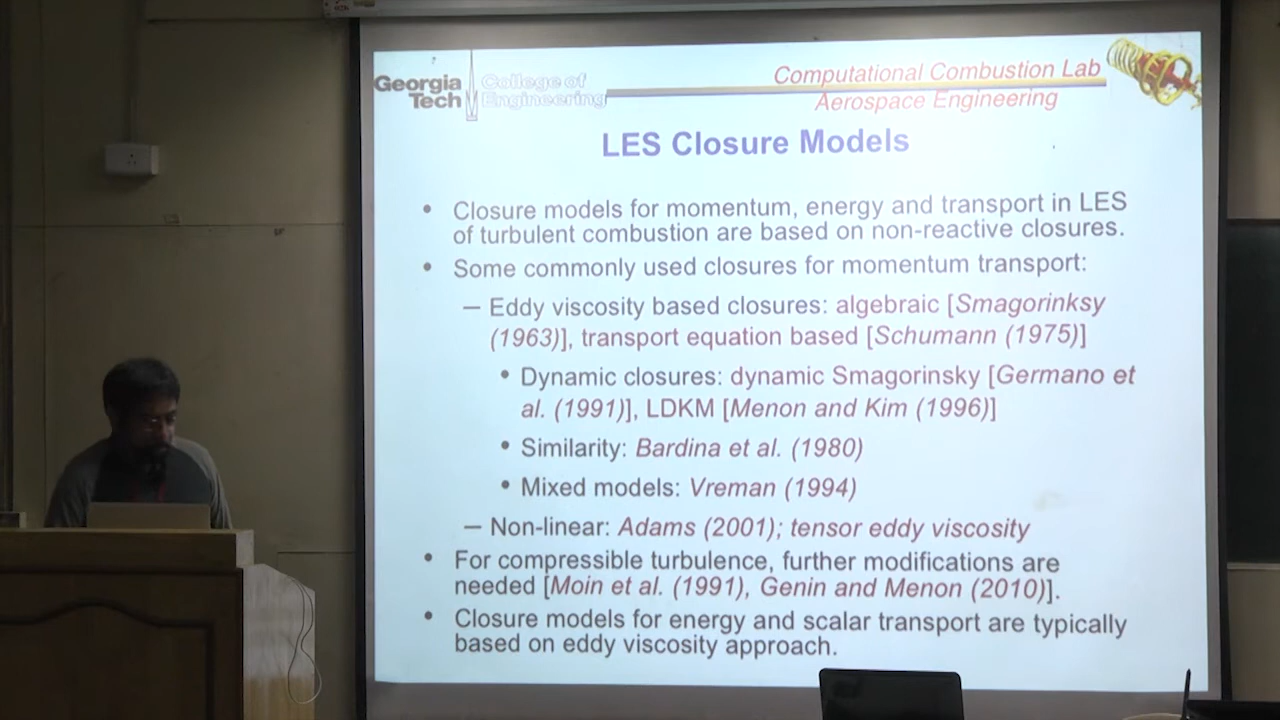 Georgia Tech
College of Engineering
Computational Combustion Lab
Aerospace Engineering
LES Closure Models
• Closure models for momentum, energy and transport in LES
of turbulent combustion are based on non-reactive closures.
• Some commonly used closures for momentum transport:
– Eddy viscosity based closures: algebraic [Smagorinksy
(1963)], transport equation based [Schumann (1975)]
• Dynamic closures: dynamic Smagorinsky [Germano et
al. (1991)], LDKM [Menon and Kim (1996)]
• Similarity: Bardina et al. (1980)
• Mixed models: Vreman (1994)
– Non-linear: Adams (2001); tensor eddy viscosity
• For compressible turbulence, further modifications are
needed [Moin et al. (1991), Genin and Menon (2010)].
• Closure models for energy and scalar transport are typically
based on eddy viscosity approach.